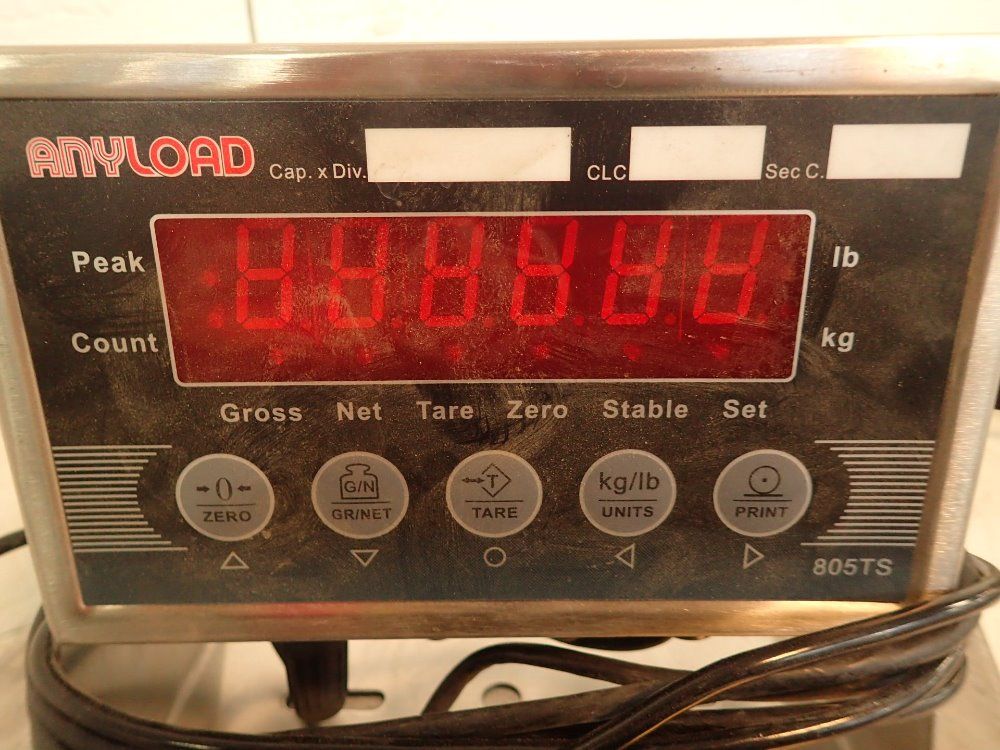 ANYLOAD
Cap. x Div.
CLC
Sec C.
Peak
lb
Count
kg
Gross Net Tare Zero Stable Set
→0← G/N T kg/lb
ZERO GR/NET TARE UNITS PRINT
805TS